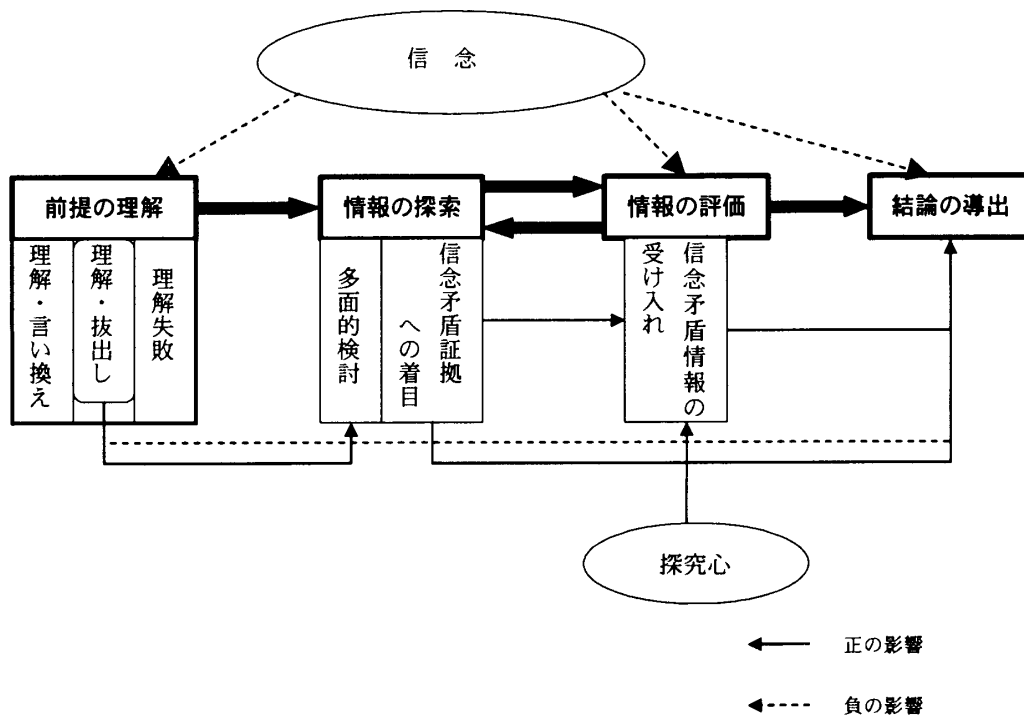 信 念
前提の理解
情報の探索
情報の評価
結論の導出
理解・言い換え
理解・抜出し
理解失敗
多面的検討
信念矛盾証拠
への着目
信念矛盾情報の
受け入れ
探究心
正の影響
負の影響